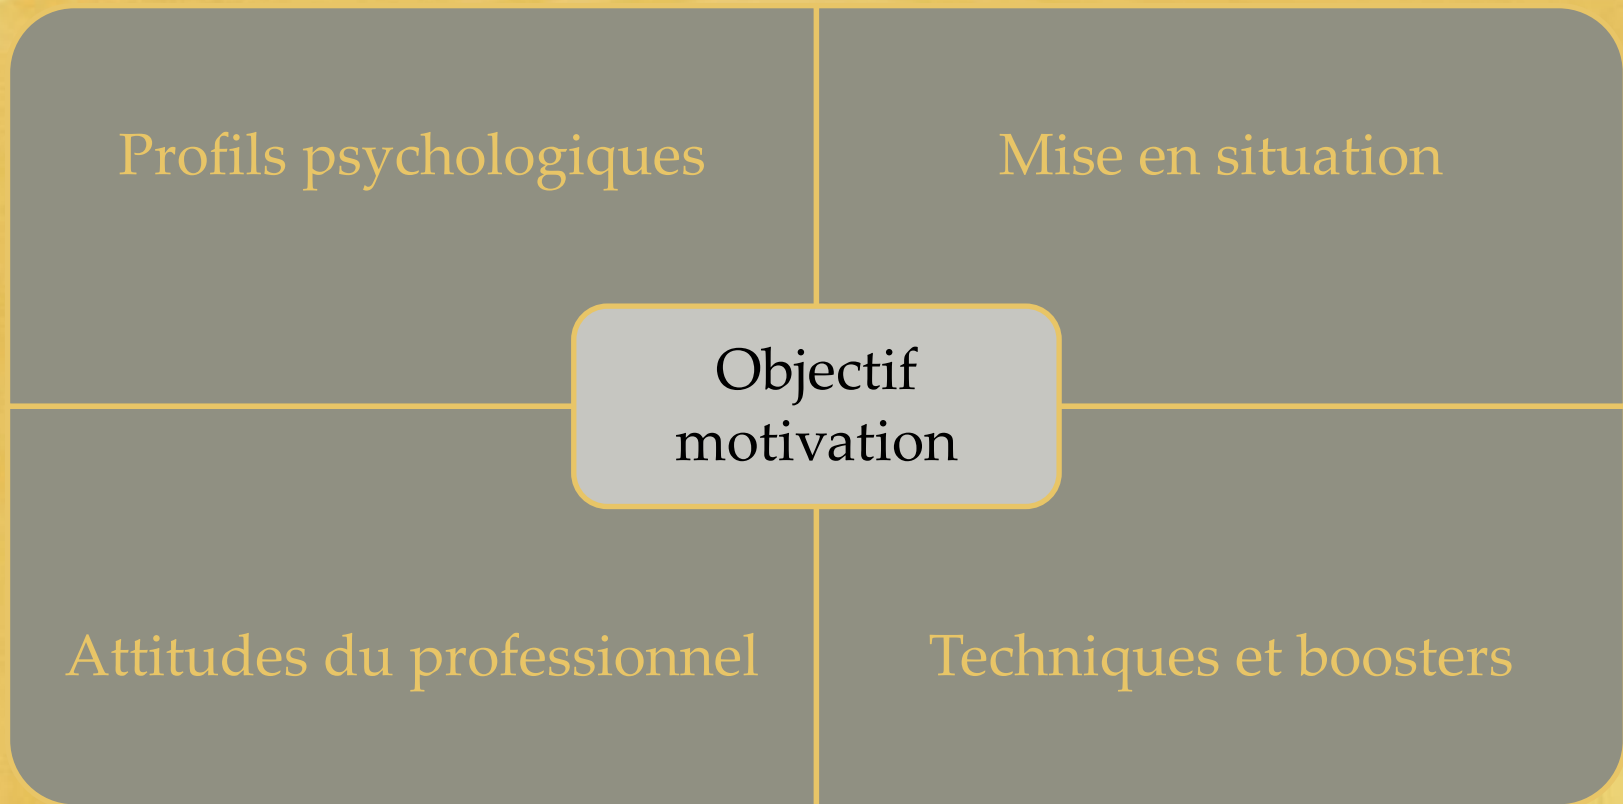 Profils psychologiques
Mise en situation
Objectif
motivation
Attitudes du professionnel
Techniques et boosters